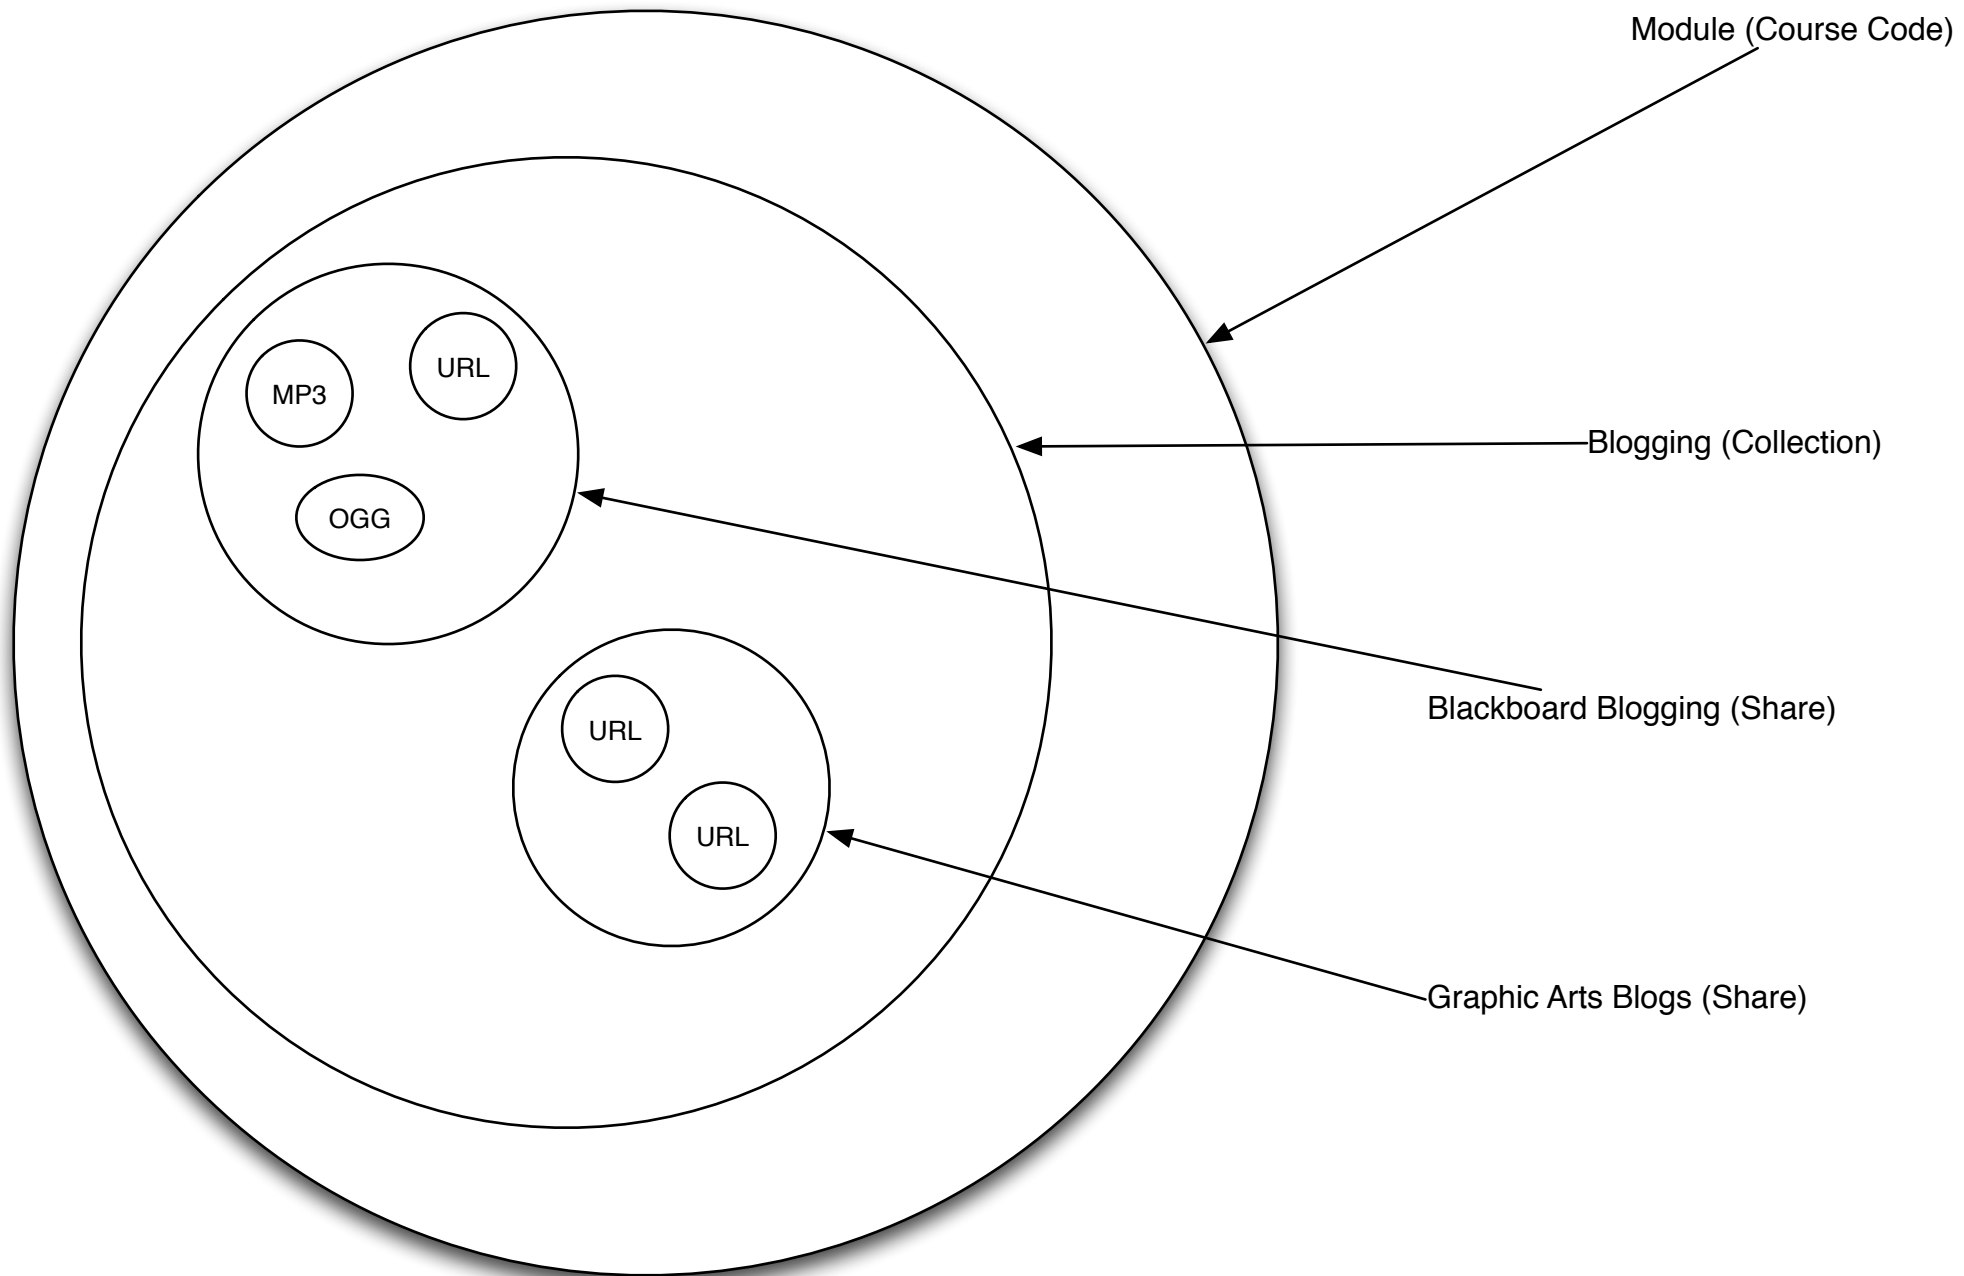 Module (Course Code)
MP3
URL
Blogging (Collection)
OGG
Blackboard Blogging (Share)
URL
URL
Graphic Arts Blogs (Share)